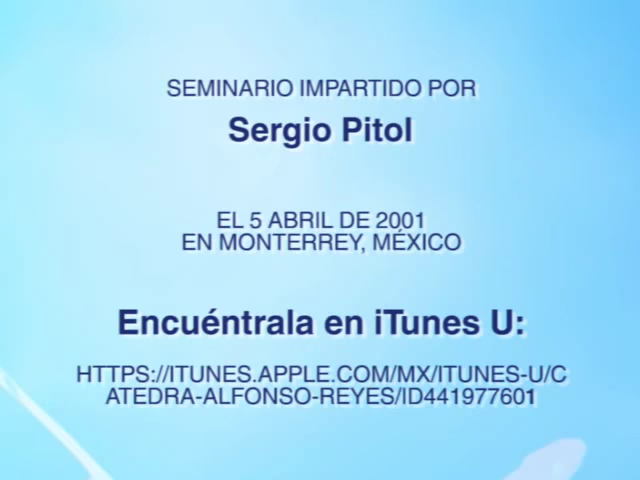 SEMINARIO IMPARTIDO POR
Sergio Pitol
EL 5 ABRIL DE 2001
EN MONTERREY, MÉXICO
Encuéntrala en iTunes U:
HTTPS://ITUNES.APPLE.COM/MX/ITUNES-U/C
ATEDRA-ALFONSO-REYES/ID441977601